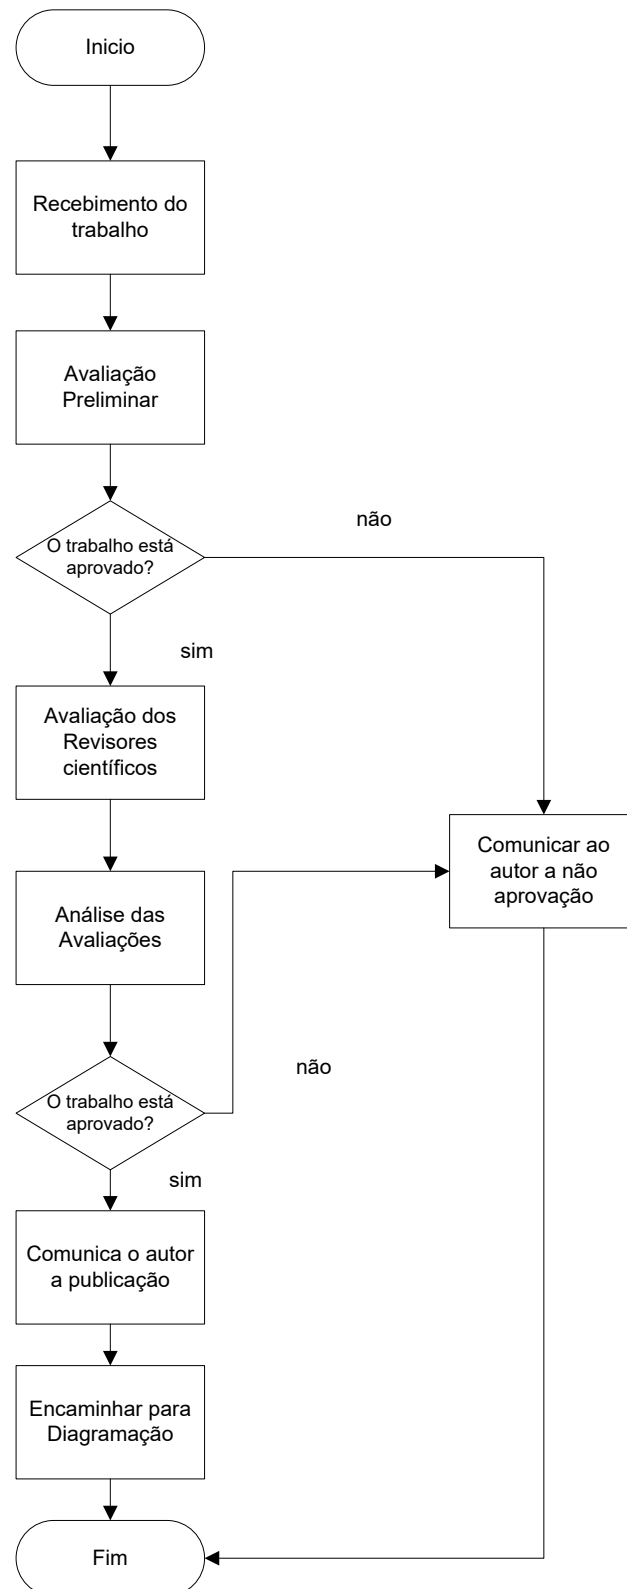 Inicio
Recebimento do
trabalho
Avaliação
Preliminar
O trabalho está
aprovado?
não
sim
Avaliação dos
Revisores
científicos
Comunicar ao
autor a não
aprovação
Análise das
Avaliações
O trabalho está
aprovado?
não
sim
Comunica o autor
a publicação
Encaminhar para
Diagramação
Fim